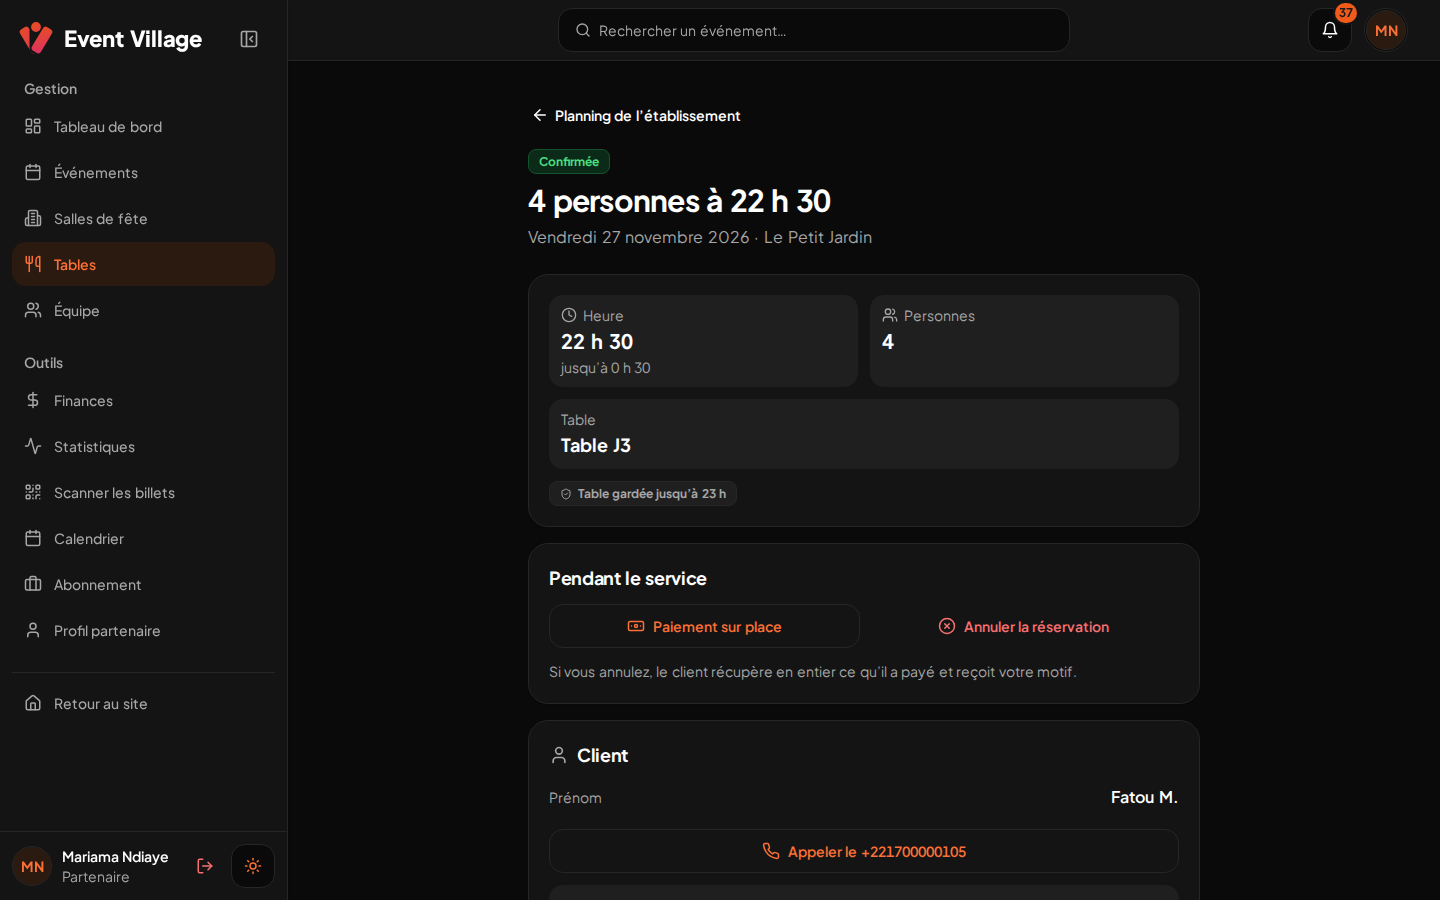 Event Village
Rechercher un événement...
37
MN
Gestion
Tableau de bord
Événements
Salles de fête
Tables
Équipe
Outils
Finances
Statistiques
Scanner les billets
Calendrier
Abonnement
Profil partenaire
Retour au site
MN
Mariama Ndiaye
Partenaire
Planning de l'établissement
Confirmée
4 personnes à 22 h 30
Vendredi 27 novembre 2026 · Le Petit Jardin
Heure
22 h 30
jusqu'à 0 h 30
Personnes
4
Table
Table J3
Table gardée jusqu'à 23 h
Pendant le service
Paiement sur place
Annuler la réservation
Si vous annulez, le client récupère en entier ce qu'il a payé et reçoit votre motif.
Client
Prénom
Fatou M.
Appeler le +221700000105